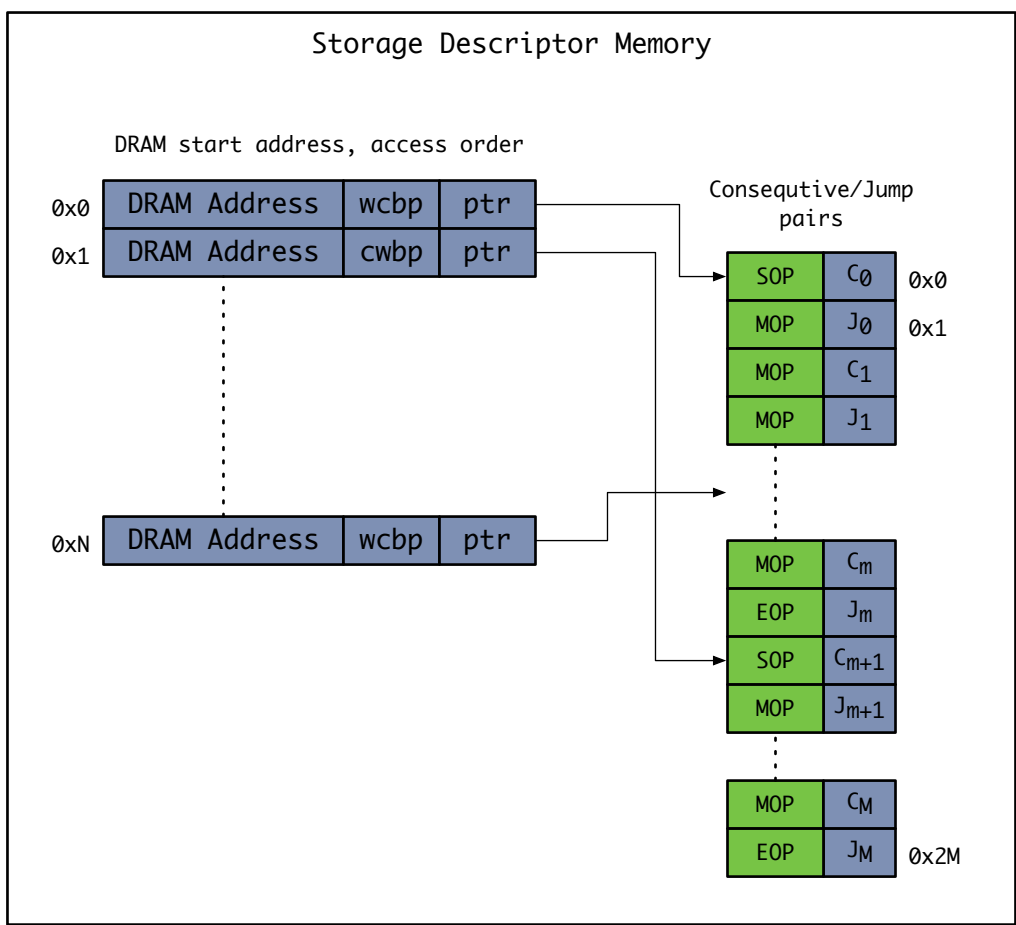 Storage Descriptor Memory
DRAM start address, access order
0x0 DRAM Address wcbp ptr
0x1 DRAM Address cwbp ptr
0xN DRAM Address wcbp ptr
Consequtive/Jump
pairs
SOP C0 0x0
MOP J0 0x1
MOP C1
MOP J1
MOP Cm
EOP Jm
SOP Cm+1
MOP Jm+1
MOP CM
EOP JM 0x2M